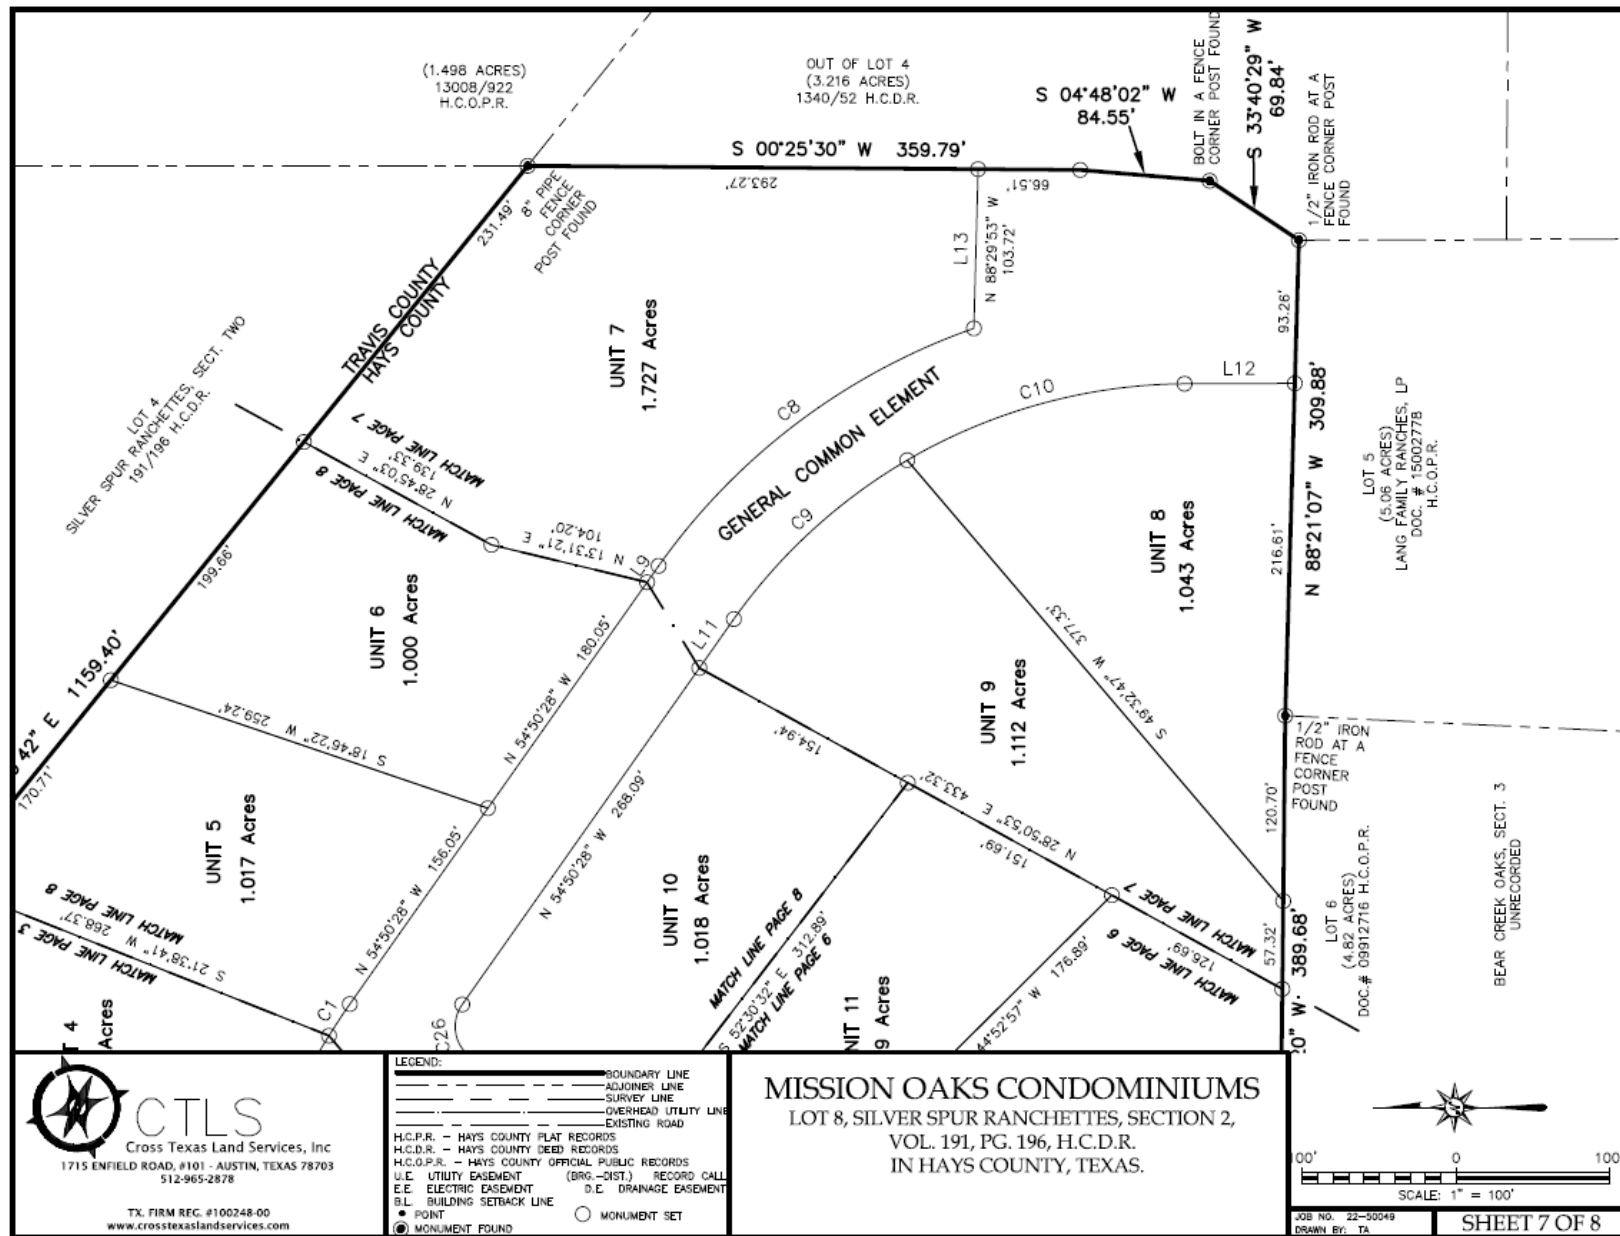 (1.498 ACRES)
13008/922
H.C.O.P.R.
OUT OF LOT 4
(3.216 ACRES)
1340/52 H.C.D.R.
S 04°48'02" W
84.55'
BOLT IN A FENCE
CORNER POST FOUND
S 33°40'29" W
69.84'
1/2" IRON ROD AT A
FENCE CORNER POST
FOUND
S 00°25'30" W 359.79'
293.27'
66.51'
8" PIPE
FENCE
CORNER
POST FOUND
231.49'
L13
N 88°29'53" W
103.72'
TRAVIS COUNTY
HAYS COUNTY
UNIT 7
1.727 Acres
93.26'
LOT 4
SILVER SPUR RANCHETTES, SECT. TWO
191/196 H.C.D.R.
MATCH LINE PAGE 7
139.33'
N 28°45'03" E
MATCH LINE PAGE 8
C8
GENERAL COMMON ELEMENT
C10
L12
N 88°21'07" W 309.88'
LOT 5
(5.06 ACRES)
LANG FAMILY RANCHES, LP
DOC. # 15002778
H.C.O.P.R.
104.20'
N 13°31'21" E
L9
C9
UNIT 8
1.043 Acres
216.61'
199.66'
UNIT 6
1.000 Acres
N 54°50'28" W 180.05'
L11
S 49°32'47" W 377.33'
42" E 1159.40'
170.71'
S 18°46'22" W 259.24'
UNIT 9
1.112 Acres
154.94'
1/2" IRON
ROD AT A
FENCE
CORNER
POST
FOUND
N 54°50'28" W 268.09'
N 28°50'53" E 433.32'
151.69'
120.70'
UNIT 5
1.017 Acres
N 54°50'28" W 156.05'
UNIT 10
1.018 Acres
MATCH LINE PAGE 8
S 52°30'32" E 312.89'
MATCH LINE PAGE 6
MATCH LINE PAGE 7
126.69'
MATCH LINE PAGE 6
57.32'
LOT 6
(4.82 ACRES)
DOC.# 09912716 H.C.O.P.R.
BEAR CREEK OAKS, SECT. 3
UNRECORDED
MATCH LINE PAGE 8
S 21°38'41" W 268.37'
MATCH LINE PAGE 3
C1
C26
44°52'57" W 176.89'
0" W 389.68'
T 4
Acres
NIT 11
9 Acres
CTLS
Cross Texas Land Services, Inc
1715 ENFIELD ROAD, #101 - AUSTIN, TEXAS 78703
512-965-2878
TX. FIRM REG. #100248-00
www.crosstexaslandservices.com
LEGEND:
BOUNDARY LINE
ADJOINER LINE
SURVEY LINE
OVERHEAD UTILITY LINE
EXISTING ROAD
H.C.P.R. - HAYS COUNTY PLAT RECORDS
H.C.D.R. - HAYS COUNTY DEED RECORDS
H.C.O.P.R. - HAYS COUNTY OFFICIAL PUBLIC RECORDS
U.E. UTILITY EASEMENT (BRG.-DIST.) RECORD CALL
E.E. ELECTRIC EASEMENT D.E. DRAINAGE EASEMENT
B.L. BUILDING SETBACK LINE
POINT
MONUMENT SET
MONUMENT FOUND
MISSION OAKS CONDOMINIUMS
LOT 8, SILVER SPUR RANCHETTES, SECTION 2,
VOL. 191, PG. 196, H.C.D.R.
IN HAYS COUNTY, TEXAS.
100' 0 100
SCALE: 1" = 100'
JOB NO. 22-50049
DRAWN BY: TA
SHEET 7 OF 8